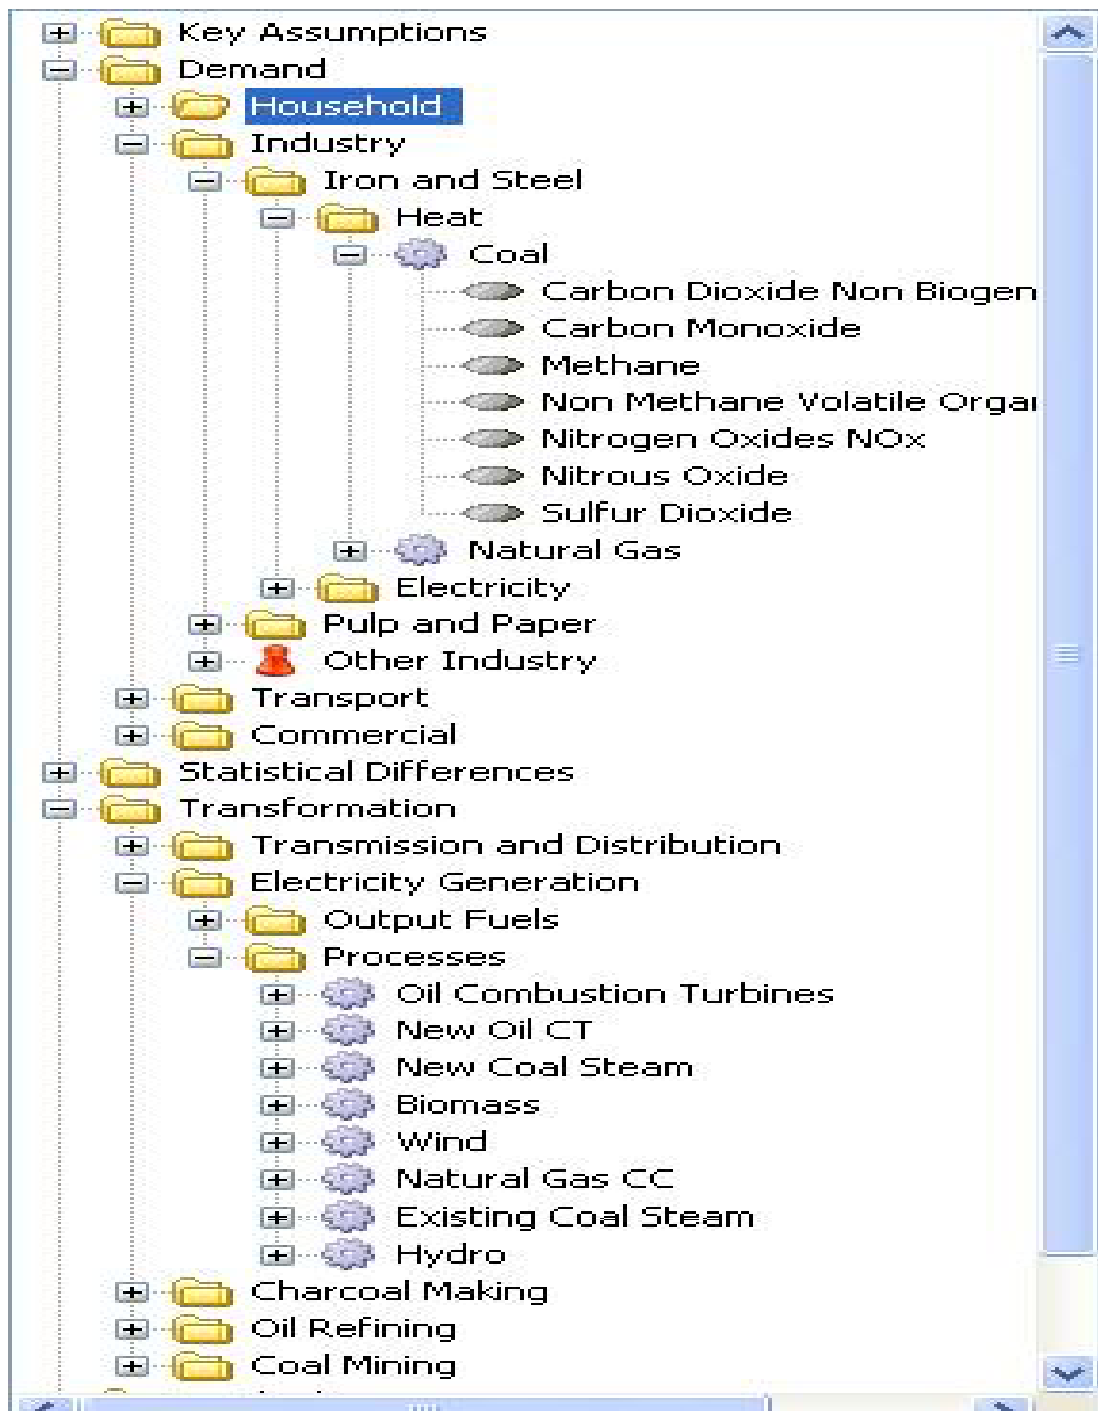 Key Assumptions
Demand
Household
Industry
Iron and Steel
Heat
Coal
Carbon Dioxide Non Biogen
Carbon Monoxide
Methane
Non Methane Volatile Orga
Nitrogen Oxides NOx
Nitrous Oxide
Sulfur Dioxide
Natural Gas
Electricity
Pulp and Paper
Other Industry
Transport
Commercial
Statistical Differences
Transformation
Transmission and Distribution
Electricity Generation
Output Fuels
Processes
Oil Combustion Turbines
New Oil CT
New Coal Steam
Biomass
Wind
Natural Gas CC
Existing Coal Steam
Hydro
Charcoal Making
Oil Refining
Coal Mining